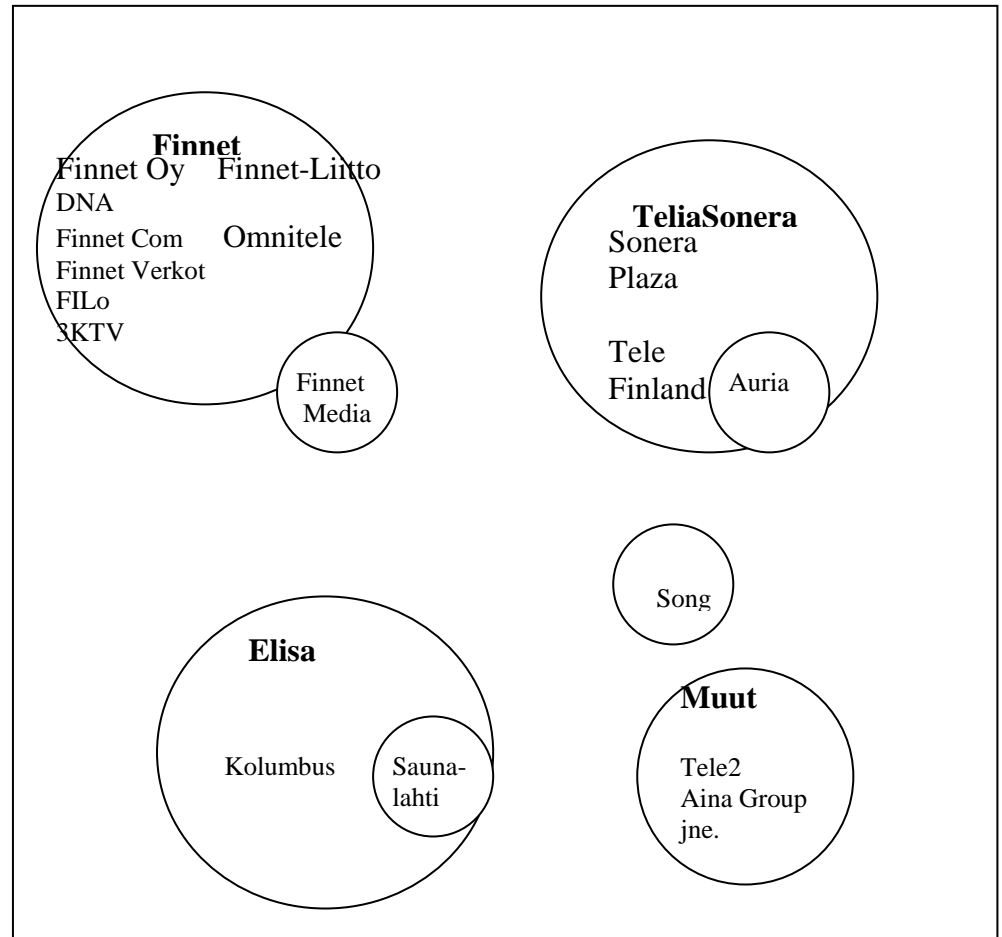 Finnet
Finnet Oy Finnet-Liitto
DNA
Finnet Com Omnitele
Finnet Verkot
FILo
3KTV
Finnet
Media
TeliaSonera
Sonera
Plaza
Tele
Finland
Auria
Song
Elisa
Kolumbus
Sauna-
lahti
Muut
Tele2
Aina Group
jne.